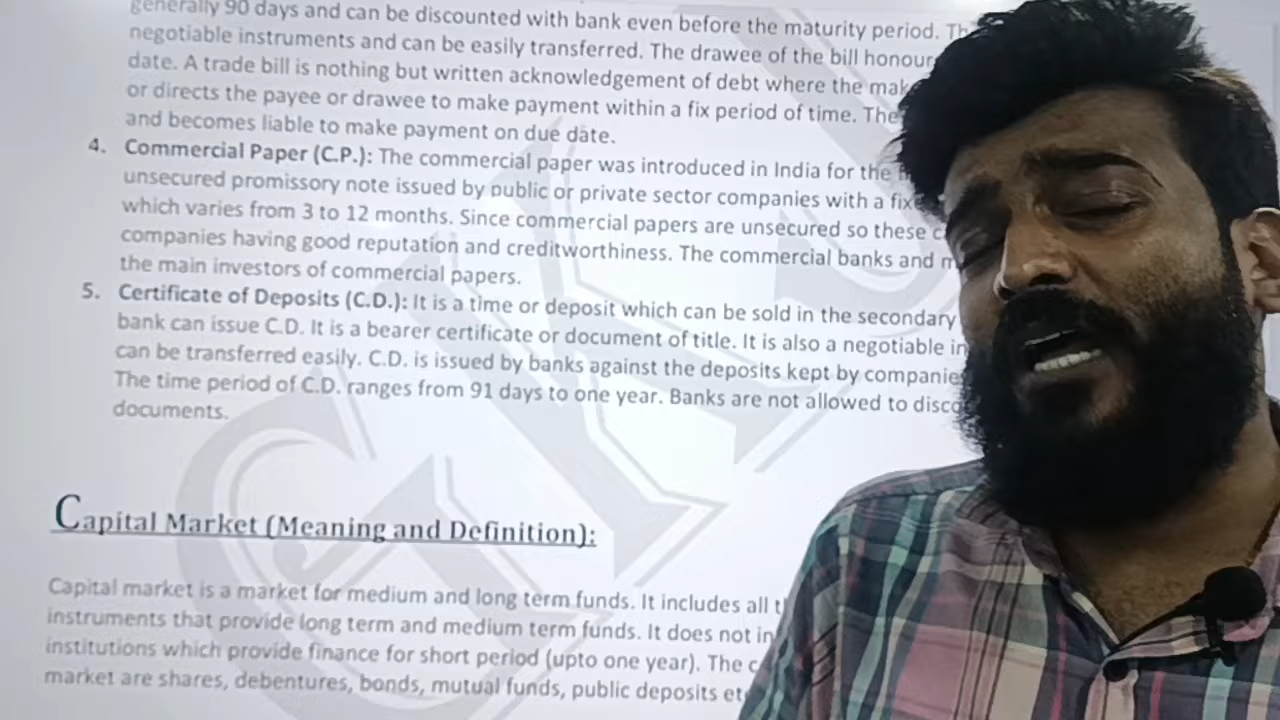 generally 90 days and can be discounted with bank even before the maturity period.
negotiable instruments and can be easily transferred. The drawee of the bill honour
date. A trade bill is nothing but written acknowledgement of debt where the
or directs the payee or drawee to make payment within a fix period of time. The
and becomes liable to make payment on due date.
4. Commercial Paper (C.P.): The commercial paper was introduced in India for the
unsecured promissory note issued by public or private sector companies with a
which varies from 3 to 12 months. Since commercial papers are unsecured so these
companies having good reputation and creditworthiness. The commercial banks and
the main investors of commercial papers.
5. Certificate of Deposits (C.D.): It is a time or deposit which can be sold in the secondary
bank can issue C.D. It is a bearer certificate or document of title. It is also a negotiable
can be transferred easily. C.D. is issued by banks against the deposits kept by
The time period of C.D. ranges from 91 days to one year. Banks are not allowed to
documents.
Capital Market (Meaning and Definition):
Capital market is a market for medium and long term funds. It includes all
instruments that provide long term and medium term funds. It does not
institutions which provide finance for short period (upto one year). The
market are shares, debentures, bonds, mutual funds, public deposits